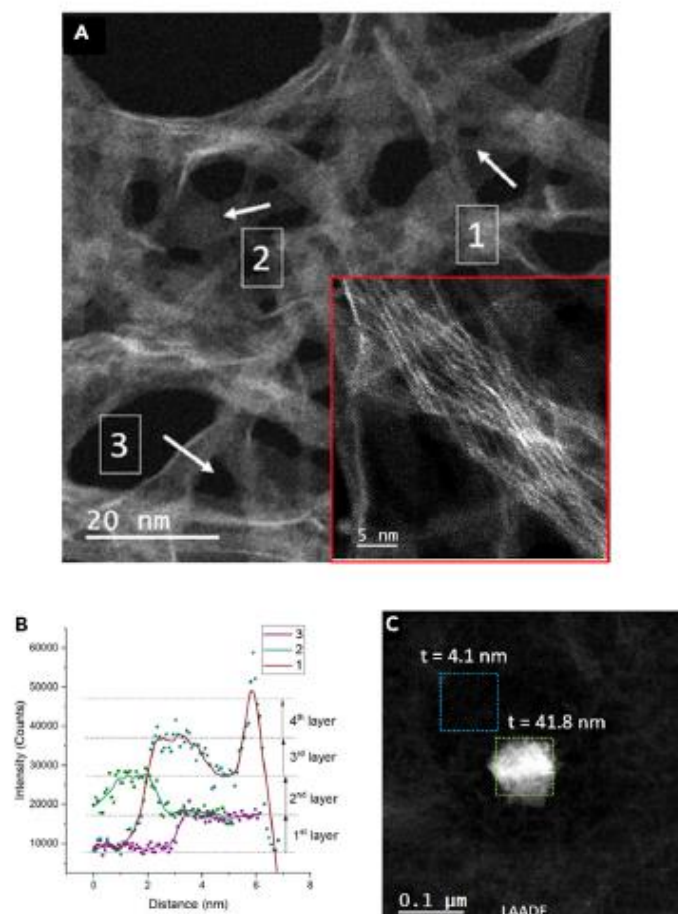 A
1
2
3
20 nm
5 nm
B
60000
50000
40000
30000
20000
10000
Intensity (Counts)
0
2
4
6
8
Distance (nm)
3
2
1
4th layer
3rd layer
2nd layer
1st layer
C
t = 4.1 nm
t = 41.8 nm
0.1 μm